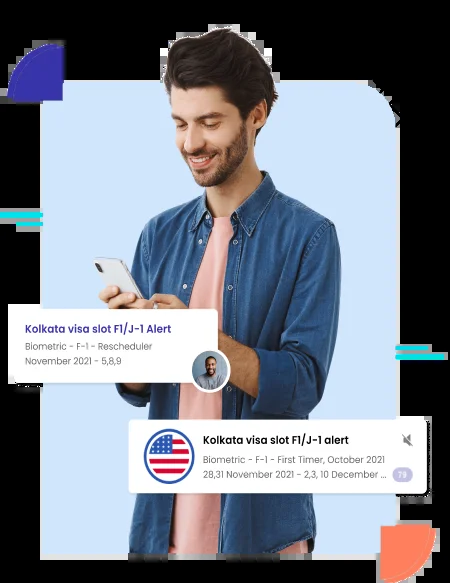 Kolkata visa slot F1/J-1 Alert
Biometric - F-1 - Rescheduler
November 2021 - 5,8,9
Kolkata visa slot F1/J-1 alert
Biometric - F-1 - First Timer, October 2021
28,31 November 2021 - 2,3, 10 December ...
79